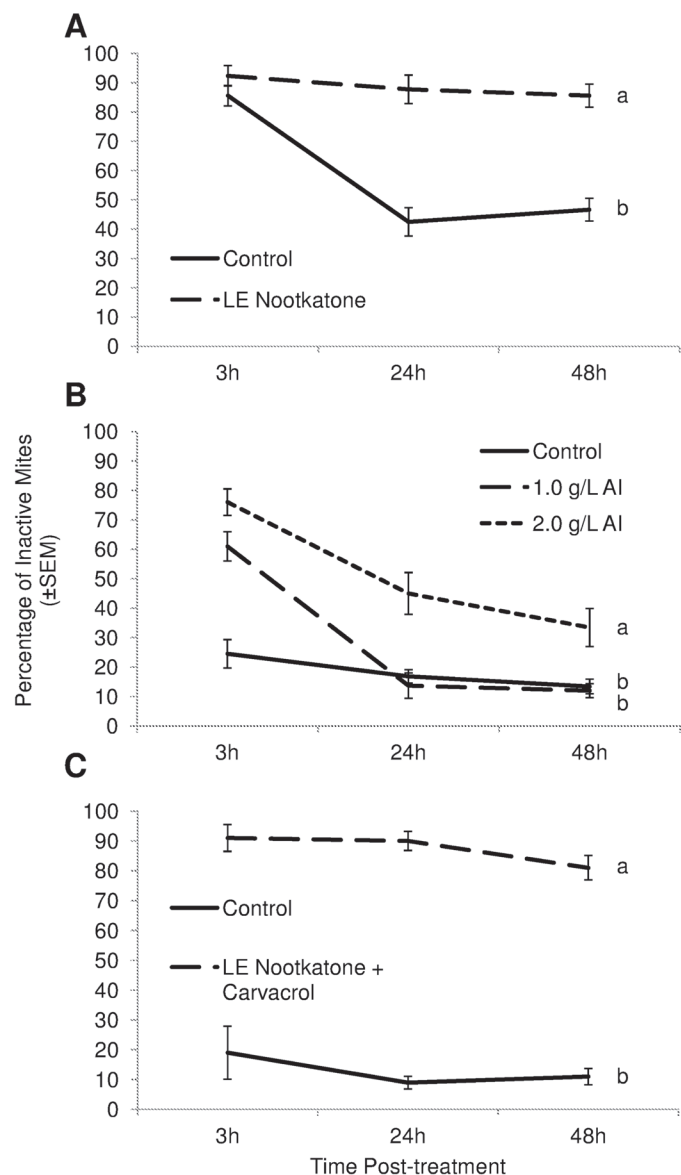 A
100
90
80
70
60
50
40
30
20
10
0
a
b
Control
LE Nootkatone
3h
24h
48h
B
100
90
80
70
60
50
40
30
20
10
0
Control
1.0 g/L AI
2.0 g/L AI
a
b
b
3h
24h
48h
Percentage of Inactive Mites
(±SEM)
C
100
90
80
70
60
50
40
30
20
10
0
a
Control
LE Nootkatone +
Carvacrol
b
3h
24h
48h
Time Post-treatment